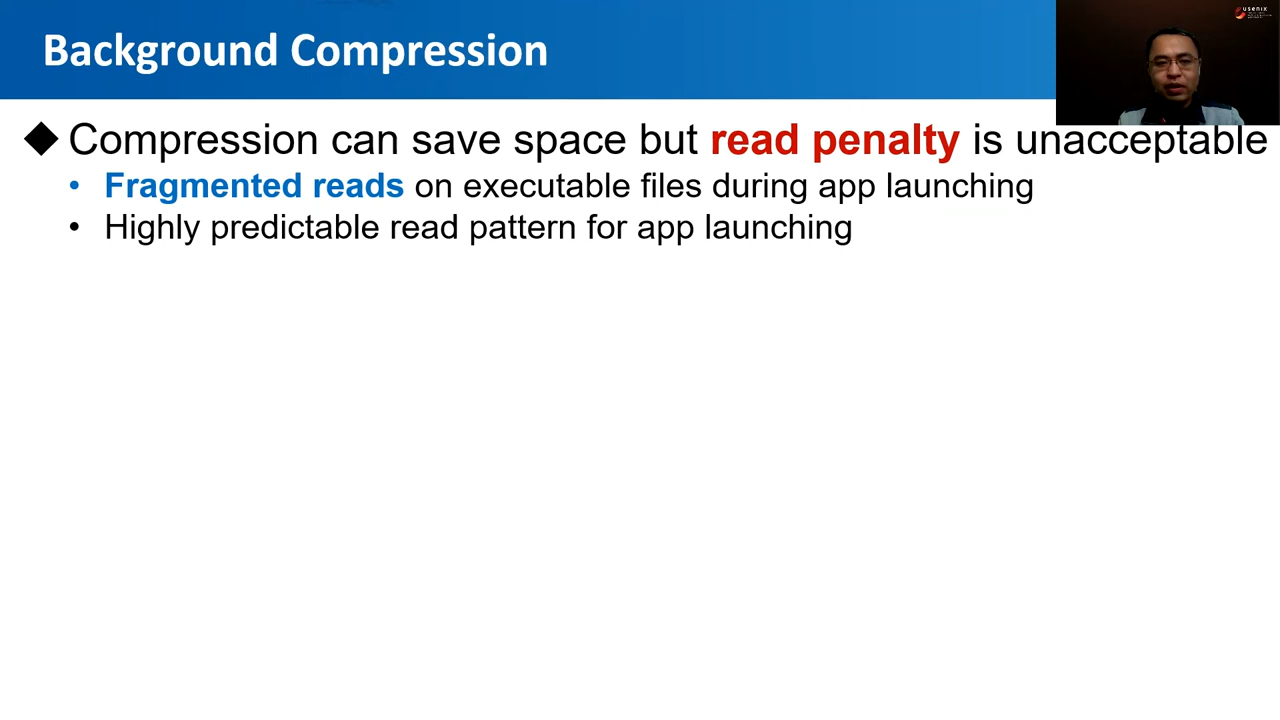 Background Compression
usenix
◆ Compression can save space but read penalty is unacceptable
• Fragmented reads on executable files during app launching
• Highly predictable read pattern for app launching